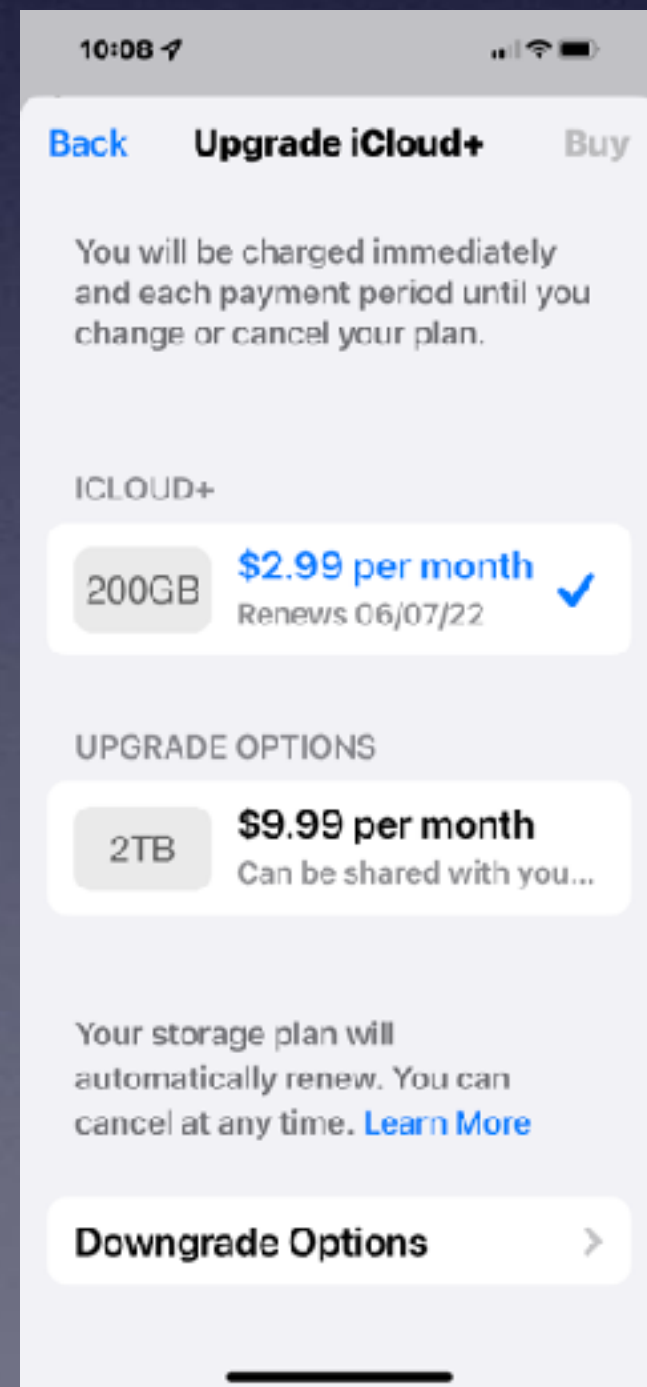 10:08
Back Upgrade iCloud+ Buy
You will be charged immediately
and each payment period until you
change or cancel your plan.
ICLOUD+
200GB $2.99 per month
Renews 06/07/22
UPGRADE OPTIONS
2TB $9.99 per month
Can be shared with you...
Your storage plan will
automatically renew. You can
cancel at any time. Learn More
Downgrade Options